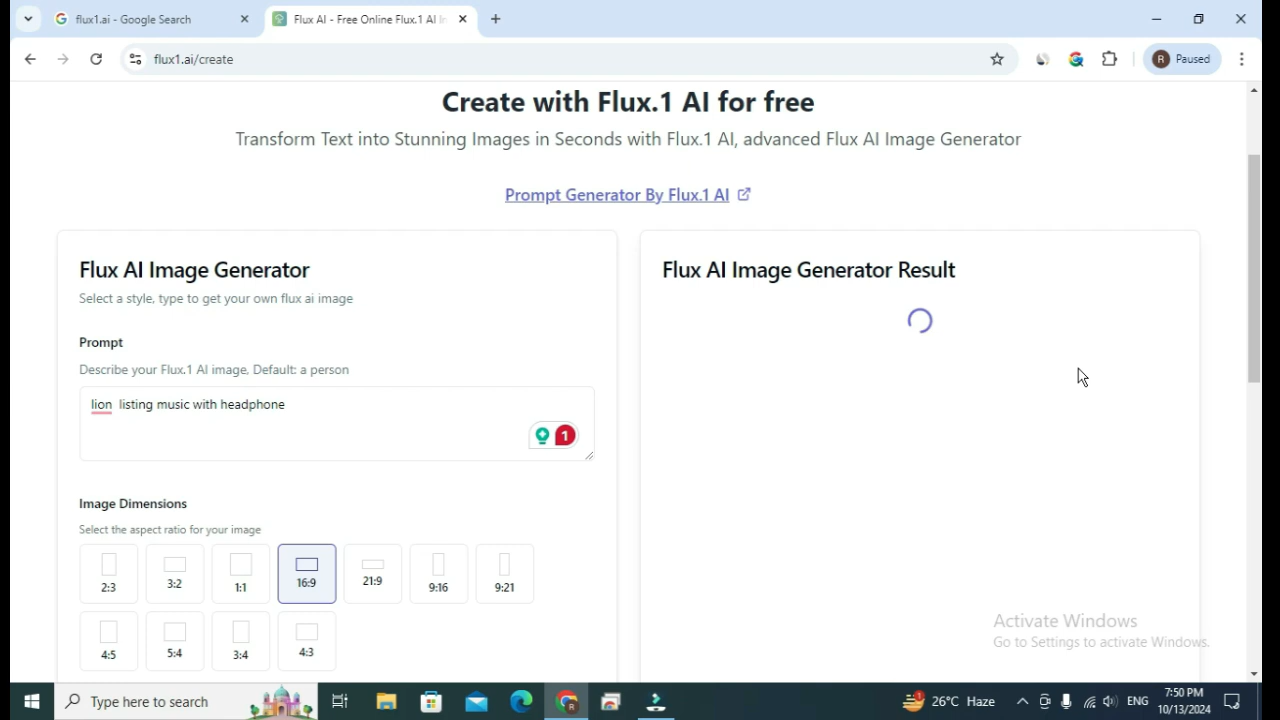 flux1.ai - Google Search
Flux AI - Free Online Flux.1 AI
flux1.ai/create
R Paused
Create with Flux.1 AI for free
Transform Text into Stunning Images in Seconds with Flux.1 AI, advanced Flux AI Image Generator
Prompt Generator By Flux.1 AI
Flux AI Image Generator
Select a style, type to get your own flux ai image
Prompt
Describe your Flux.1 AI image, Default: a person
lion listing music with headphone
1
Image Dimensions
Select the aspect ratio for your image
2:3
3:2
1:1
16:9
21:9
9:16
9:21
4:5
5:4
3:4
4:3
Flux AI Image Generator Result
Activate Windows
Go to Settings to activate Windows.
Type here to search
1
26°C Haze
ENG
7:50 PM
10/13/2024